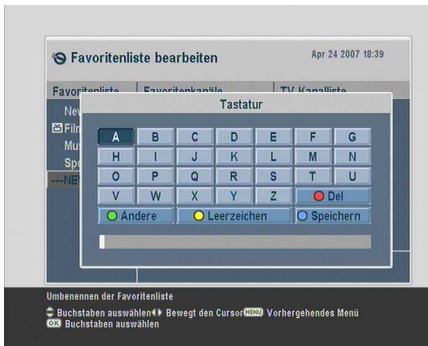 Favoritenliste bearbeiten
Apr 24 2007 18:39
Favoritenliste Favoritenkanäle TV Kanalliste
Tastatur
A B C D E F G
H I J K L M N
O P Q R S T U
V W X Y Z Del
Andere Leerzeichen Speichern
Umbenennen der Favoritenliste
Buchstaben auswählen Bewegt den Cursor MENU Vorhergehendes Menü
OK Buchstaben auswählen